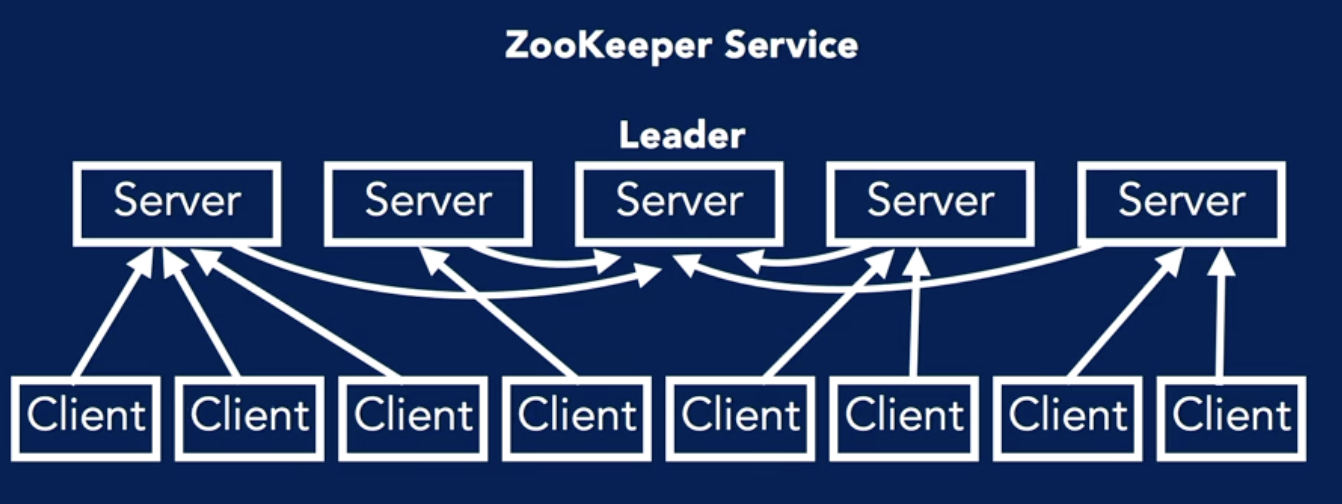 ZooKeeper Service
Leader
Server Server Server Server Server
Client Client Client Client Client Client Client Client